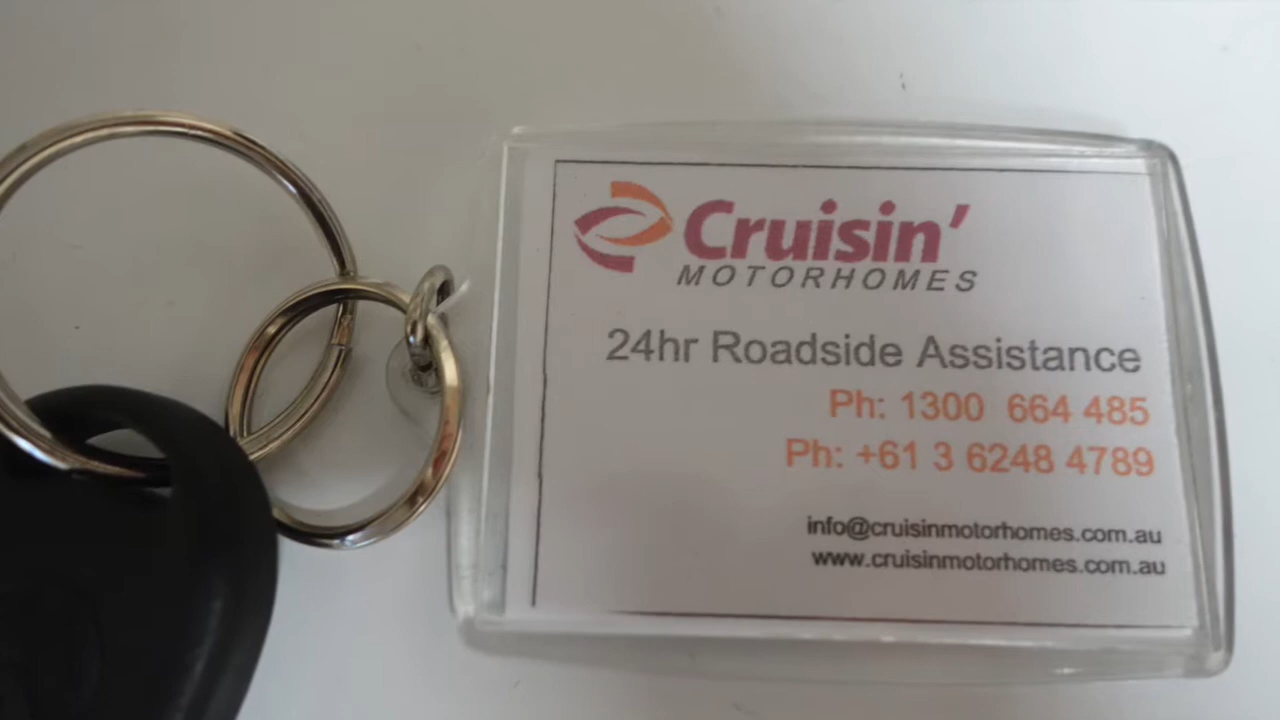 Cruisin'
MOTORHOMES
24hr Roadside Assistance
Ph: 1300 664 485
Ph: +61 3 6248 4789
info@cruisinmotorhomes.com.au
www.cruisinmotorhomes.com.au